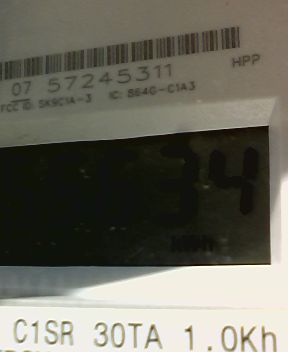 HPP
07 57245311
FCC ID: SK9C1A-3 IC: 864G-C1A3
34
kWh
C1SR 30TA 1.0Kh